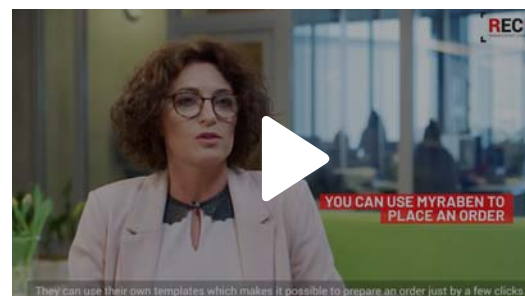 REC
YOU CAN USE MYRABEN TO
PLACE AN ORDER
They can use their own templates which makes it possible to prepare an order just by a few clicks